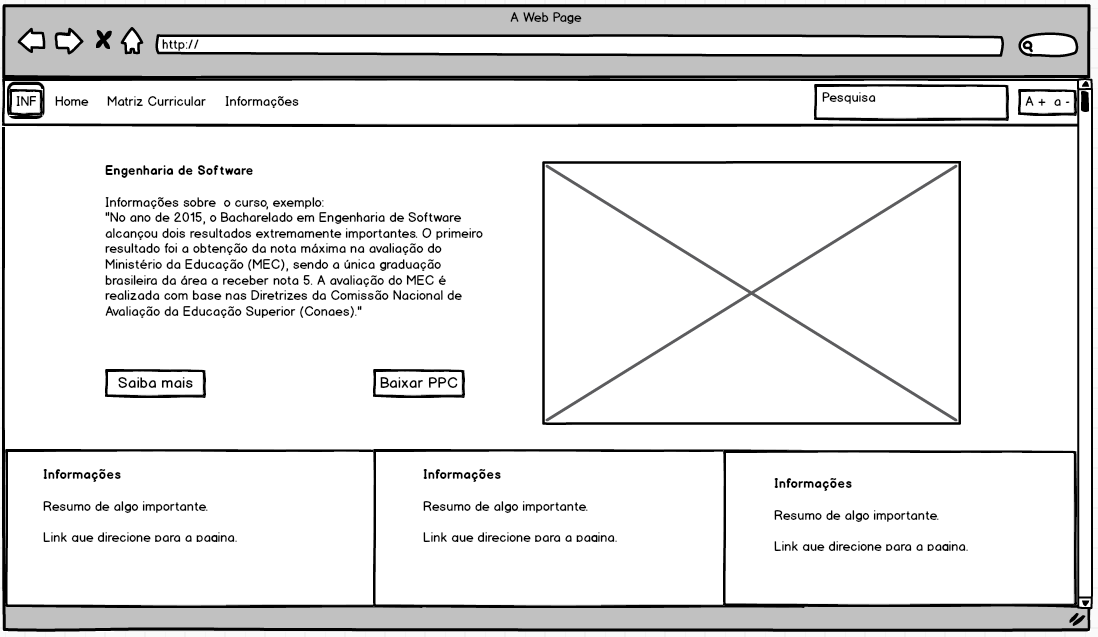 A Web Page
http://
INF Home Matriz Curricular Informações Pesquisa A + a -
Engenharia de Software
Informações sobre o curso, exemplo:
"No ano de 2015, o Bacharelado em Engenharia de Software
alcançou dois resultados extremamente importantes. O primeiro
resultado foi a obtenção da nota máxima na avaliação do
Ministério da Educação (MEC), sendo a única graduação
brasileira da área a receber nota 5. A avaliação do MEC é
realizada com base nas Diretrizes da Comissão Nacional de
Avaliação da Educação Superior (Conaes)."
Saiba mais
Baixar PPC
Informações
Resumo de algo importante.
Link que direcione para a pagina.
Informações
Resumo de algo importante.
Link que direcione para a pagina.
Informações
Resumo de algo importante.
Link que direcione para a pagina.